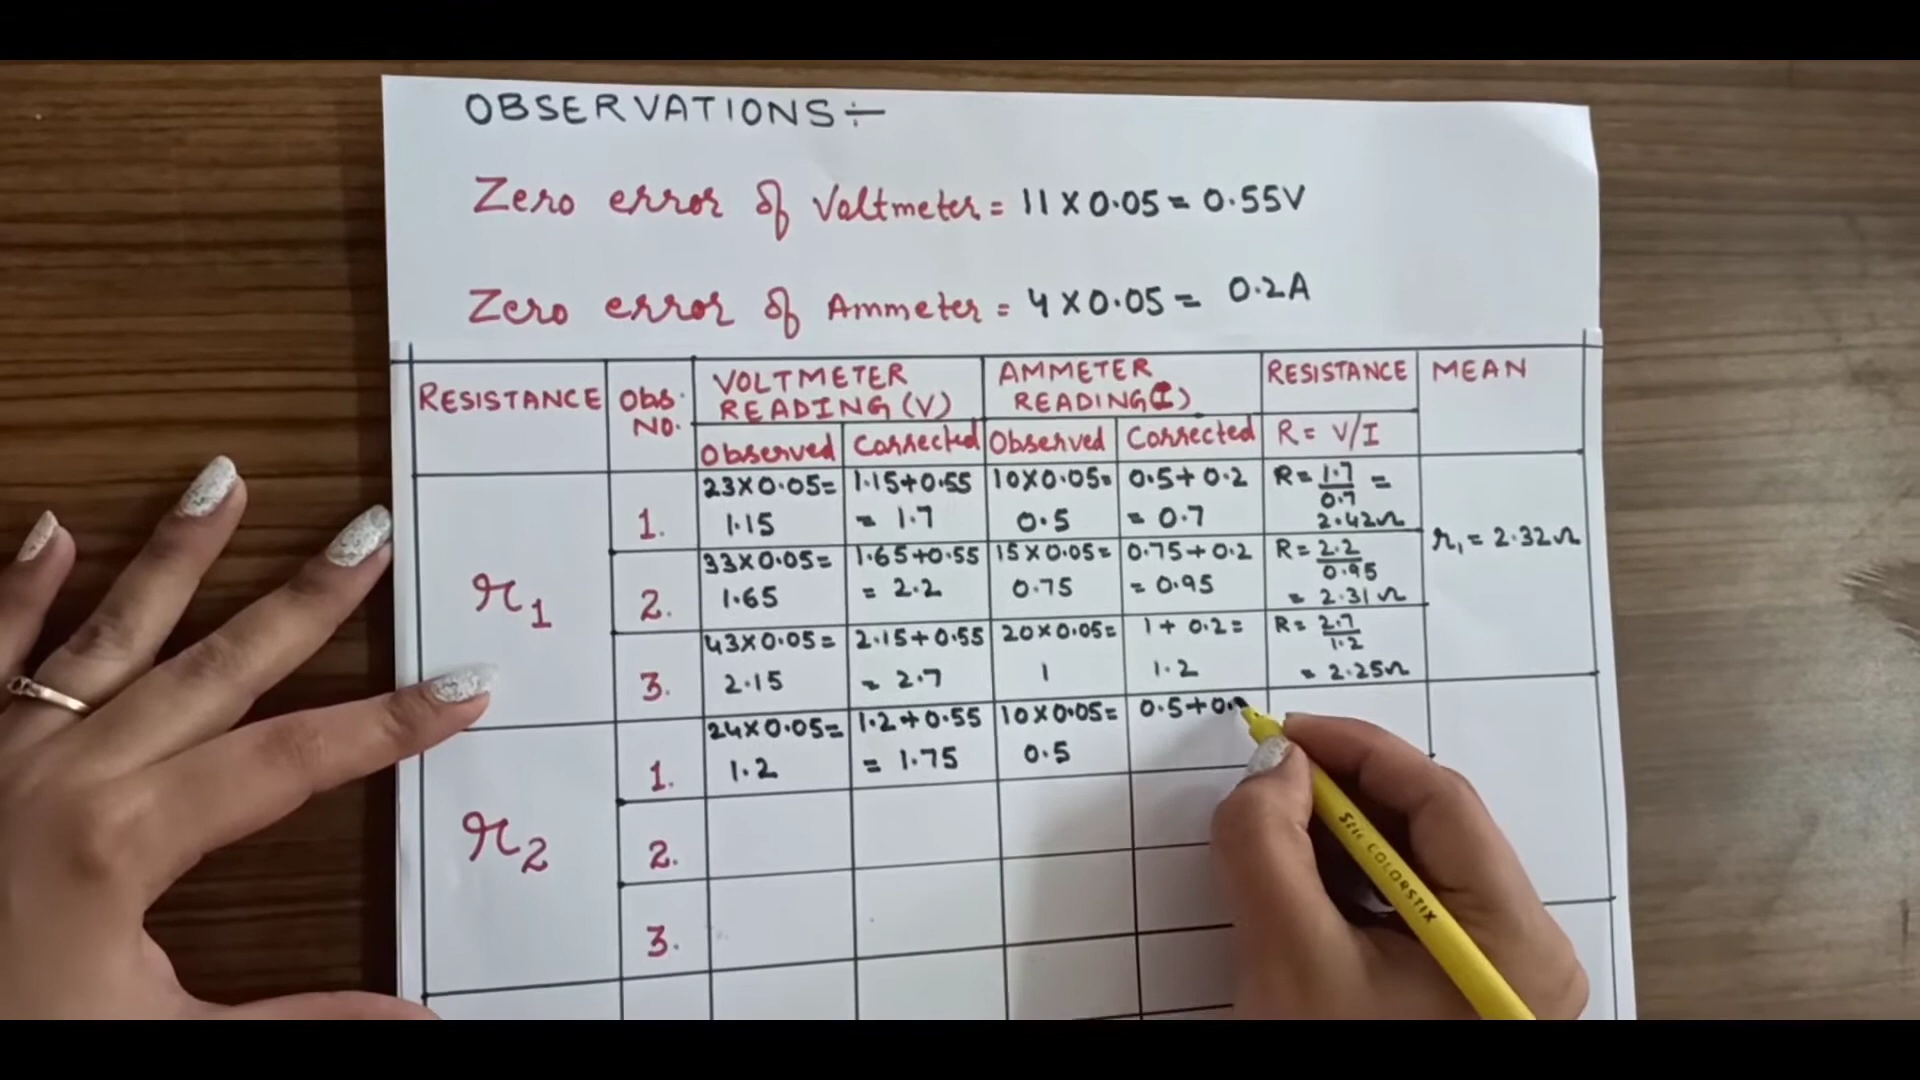 OBSERVATIONS÷
Zero error of Voltmeter = 11 X 0.05 = 0.55V
Zero error of Ammeter = 4 X 0.05 = 0.2A
RESISTANCE
Obs. NO.
VOLTMETER READING (V)
AMMETER READING(I)
RESISTANCE
MEAN
Observed
Corrected
Observed
Corrected
R = V/I
r1
1.
23X0.05= 1.15
1.15+0.55 = 1.7
10X0.05= 0.5
0.5+0.2 = 0.7
R= 1.7/0.7 = 2.42Ω
r1 = 2.32Ω
2.
33X0.05= 1.65
1.65+0.55 = 2.2
15X0.05= 0.75
0.75+0.2 = 0.95
R= 2.2/0.95 = 2.31Ω
3.
43X0.05= 2.15
2.15+0.55 = 2.7
20X0.05= 1
1+0.2= 1.2
R= 2.7/1.2 = 2.25Ω
r2
1.
24X0.05= 1.2
1.2+0.55 = 1.75
10X0.05= 0.5
0.5+0.
2.
3.
Stic COLORSTIX